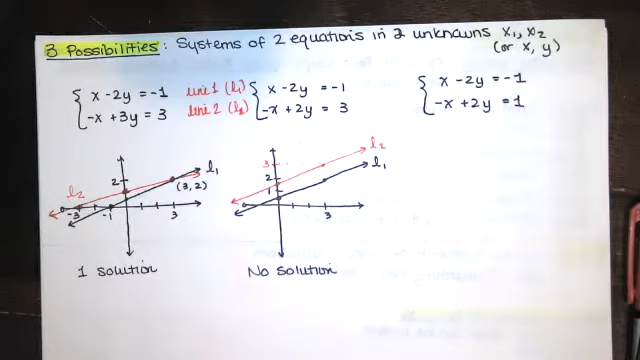 3 Possibilities: Systems of 2 equations in 2 unknowns x₁, x₂
(or x, y)
{ x - 2y = -1
-x + 3y = 3
line 1 (l₁)
line 2 (l₂)
{ x - 2y = -1
-x + 2y = 3
{ x - 2y = -1
-x + 2y = 1
l₂
l₁
2
(3, 2)
-3
-1
3
1 solution
l₂
l₁
3
2
1
3
No solution